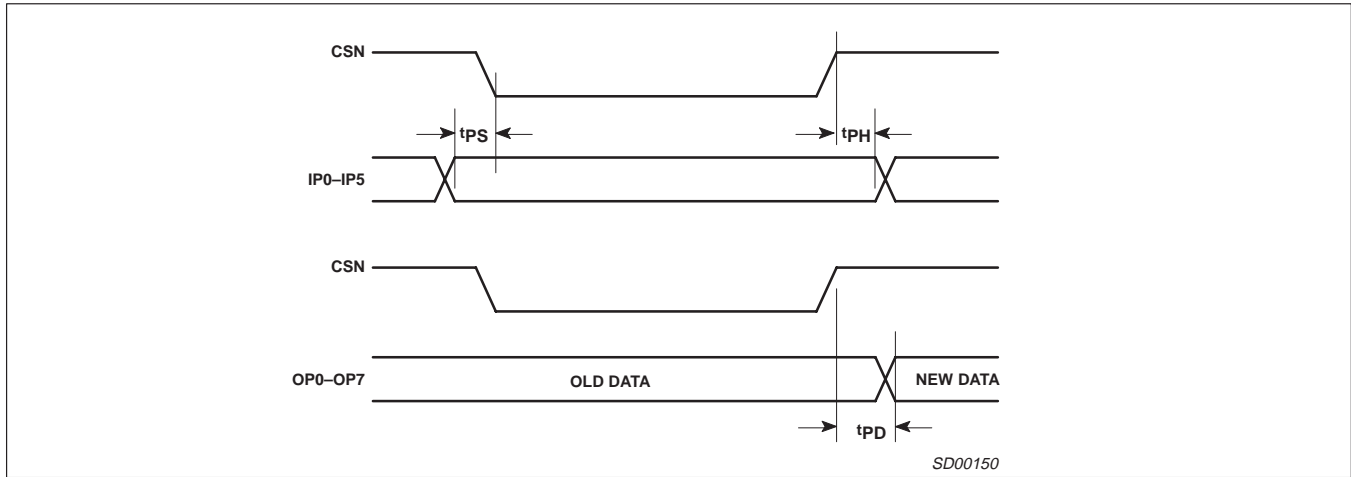 CSN
tPS
tPH
IP0–IP5
CSN
OP0–OP7 OLD DATA NEW DATA
tPD
SD00150